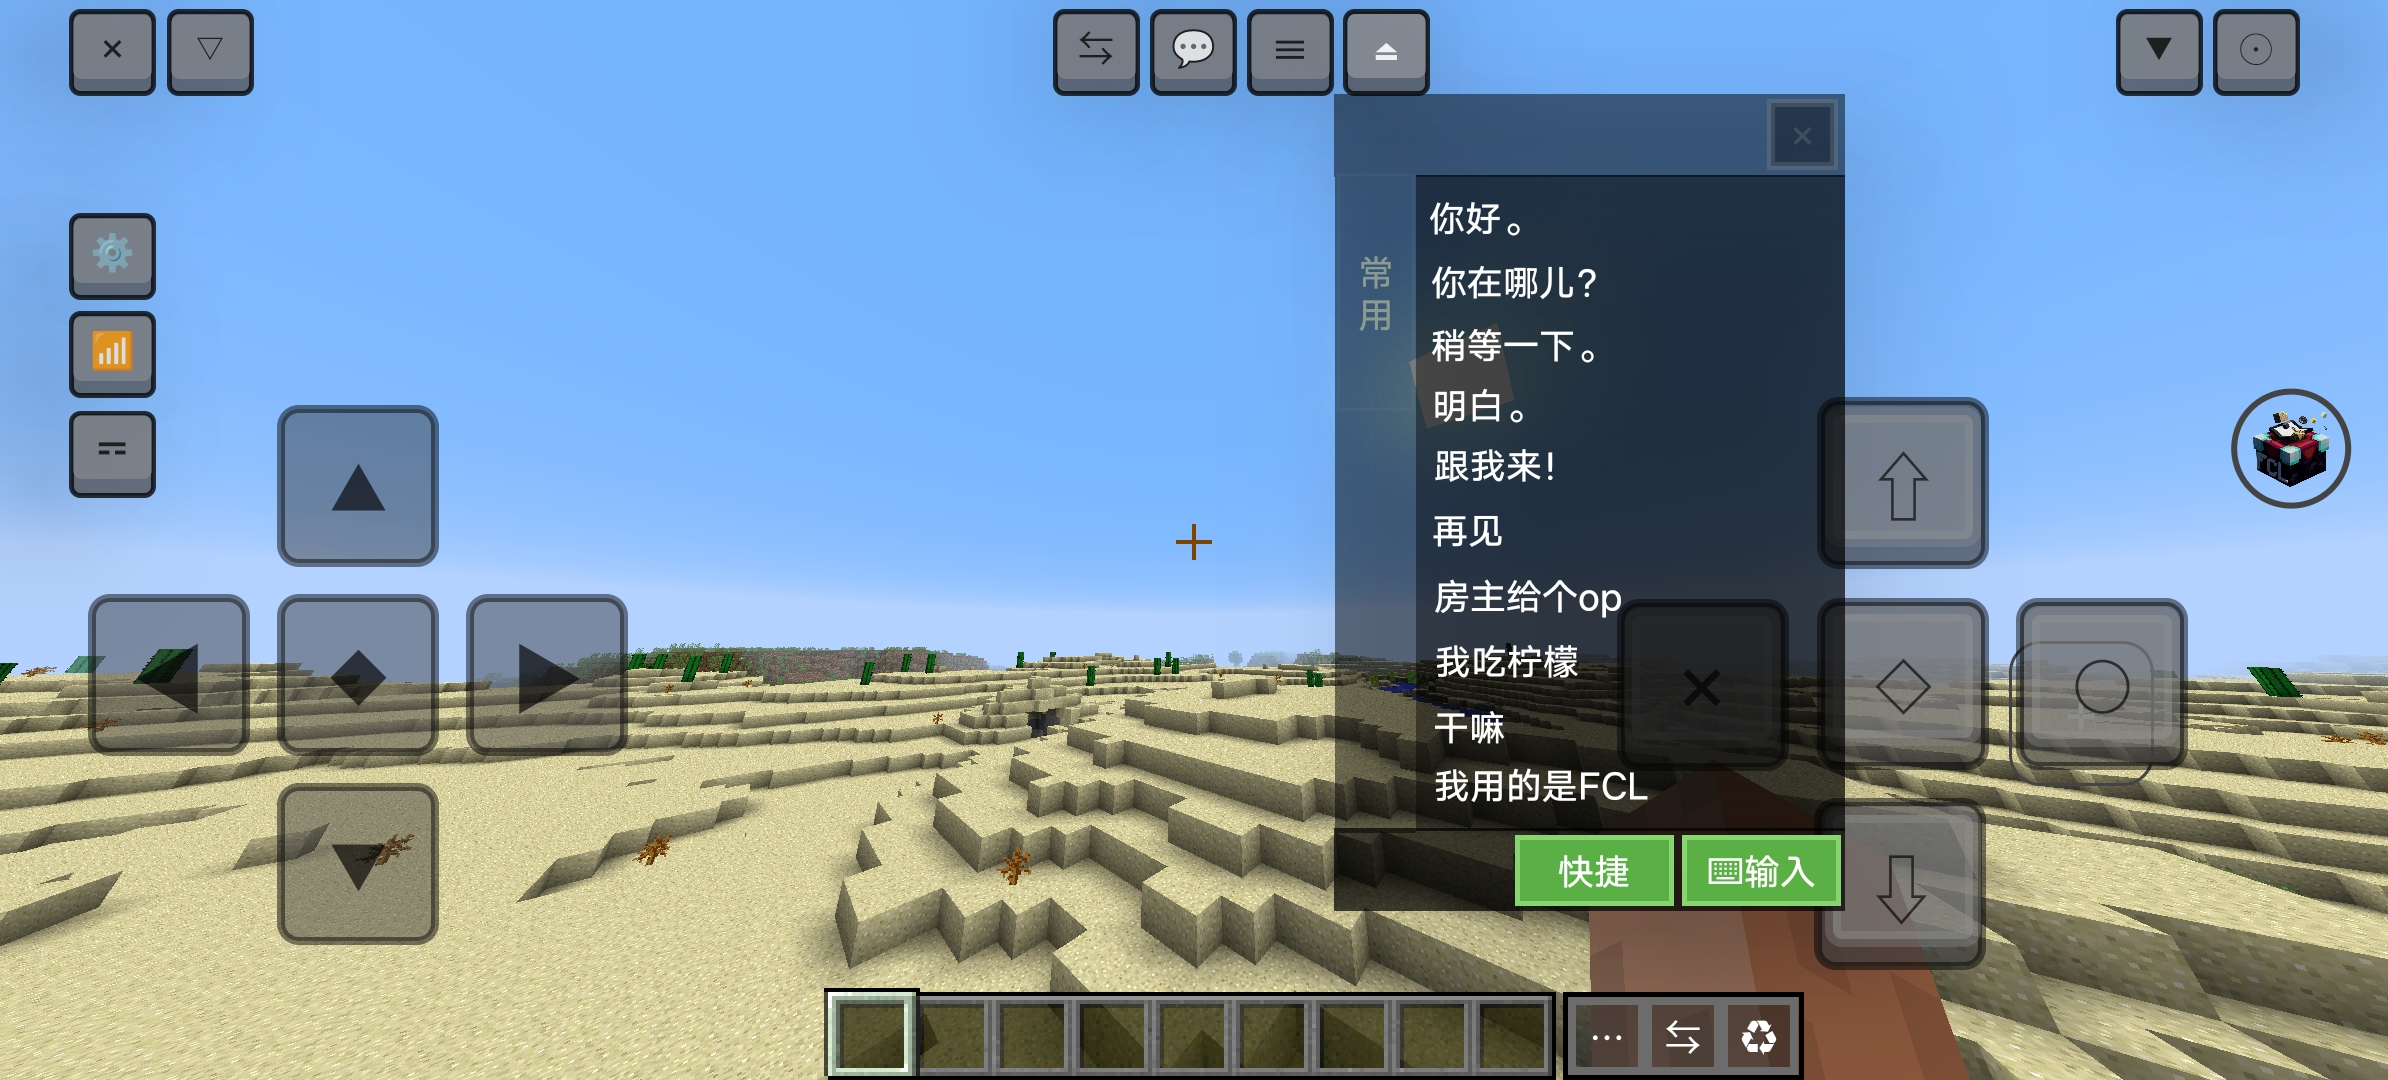 常用
你好。
你在哪儿?
稍等一下。
明白。
跟我来!
再见
房主给个op
我吃柠檬
干嘛
我用的是FCL
快捷
输入
FCL